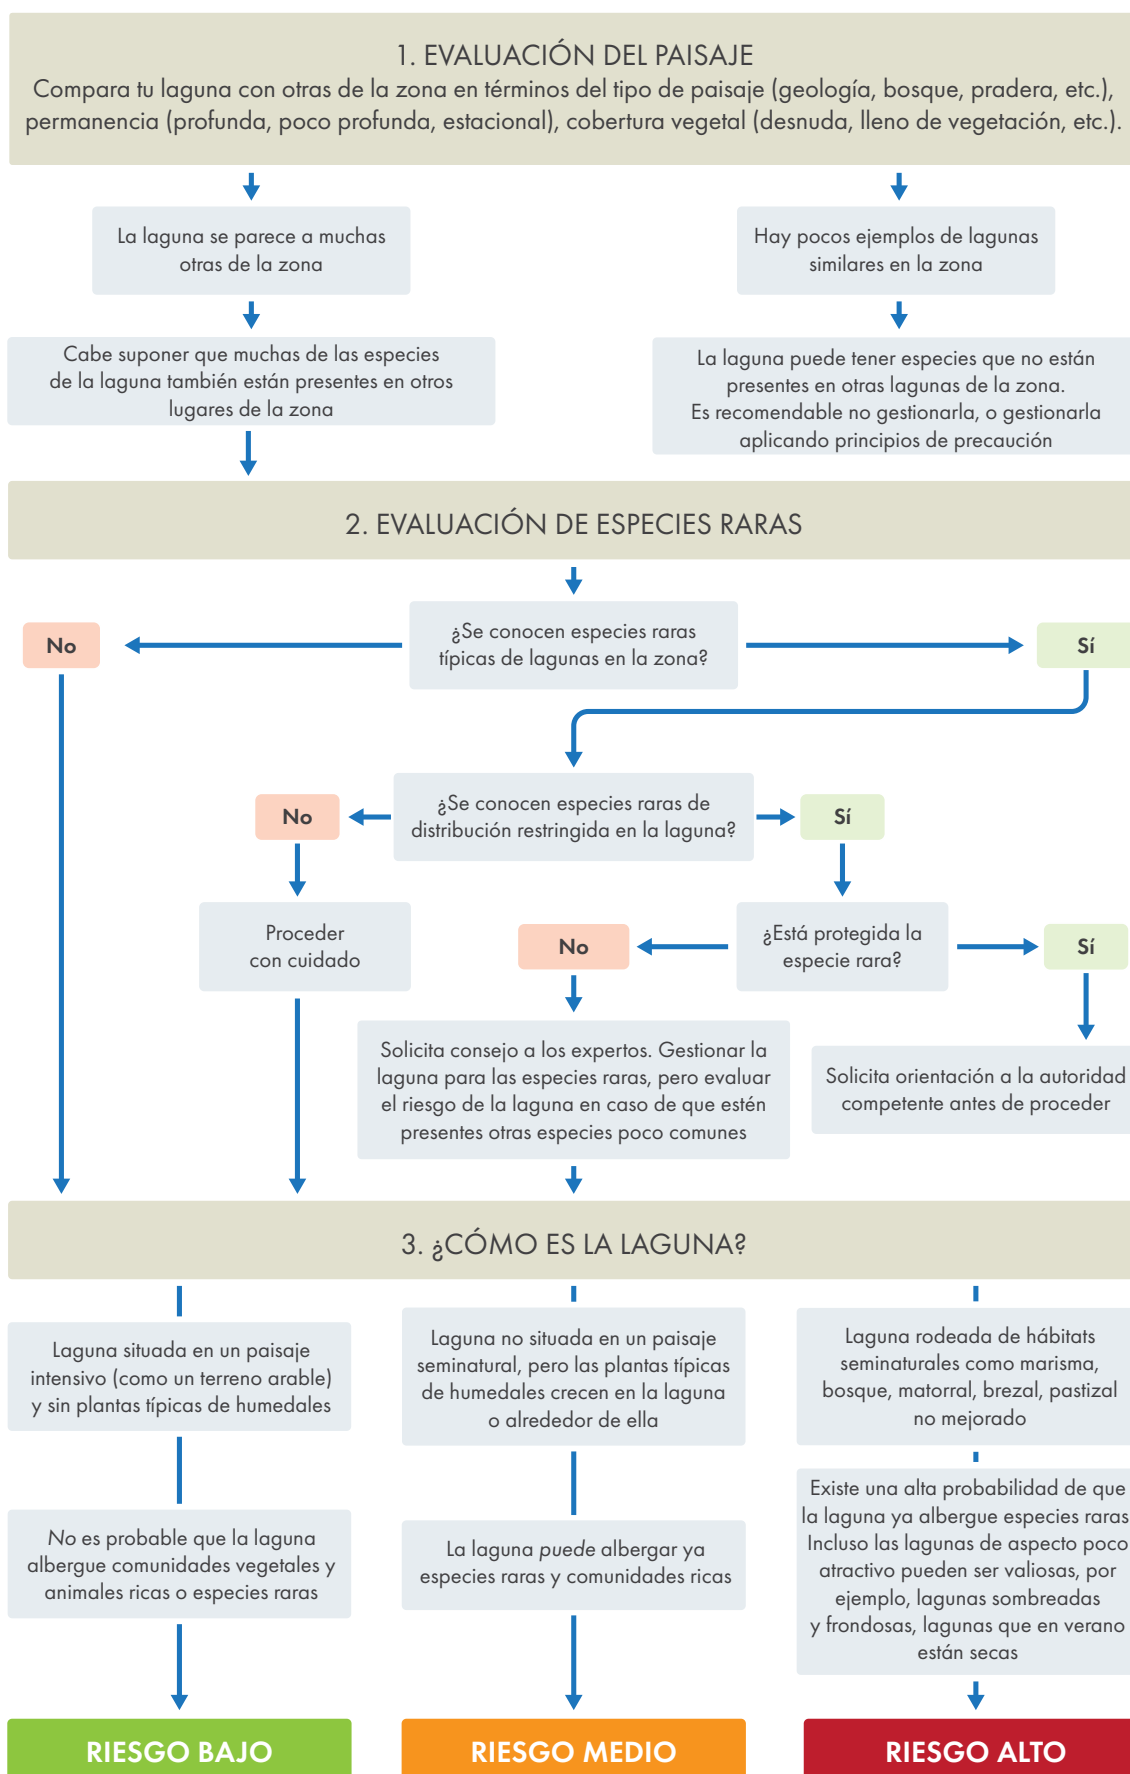 1. EVALUACIÓN DEL PAISAJE
Compara tu laguna con otras de la zona en términos del tipo de paisaje (geología, bosque, pradera, etc.),
permanencia (profunda, poco profunda, estacional), cobertura vegetal (desnuda, lleno de vegetación, etc.).
La laguna se parece a muchas
otras de la zona
Hay pocos ejemplos de lagunas
similares en la zona
Cabe suponer que muchas de las especies
de la laguna también están presentes en otros
lugares de la zona
La laguna puede tener especies que no están
presentes en otras lagunas de la zona.
Es recomendable no gestionarla, o gestionarla
aplicando principios de precaución
2. EVALUACIÓN DE ESPECIES RARAS
¿Se conocen especies raras
típicas de lagunas en la zona?
No
Sí
¿Se conocen especies raras de
distribución restringida en la laguna?
No
Sí
Proceder
con cuidado
¿Está protegida la
especie rara?
No
Sí
Solicita consejo a los expertos. Gestionar la
laguna para las especies raras, pero evaluar
el riesgo de la laguna en caso de que estén
presentes otras especies poco comunes
Solicita orientación a la autoridad
competente antes de proceder
3. ¿CÓMO ES LA LAGUNA?
Laguna situada en un paisaje
intensivo (como un terreno arable)
y sin plantas típicas de humedales
Laguna no situada en un paisaje
seminatural, pero las plantas típicas
de humedales crecen en la laguna
o alrededor de ella
Laguna rodeada de hábitats
seminaturales como marisma,
bosque, matorral, brezal, pastizal
no mejorado
No es probable que la laguna
albergue comunidades vegetales y
animales ricas o especies raras
La laguna puede albergar ya
especies raras y comunidades ricas
Existe una alta probabilidad de que
la laguna ya albergue especies raras
Incluso las lagunas de aspecto poco
atractivo pueden ser valiosas, por
ejemplo, lagunas sombreadas
y frondosas, lagunas que en verano
están secas
RIESGO BAJO
RIESGO MEDIO
RIESGO ALTO